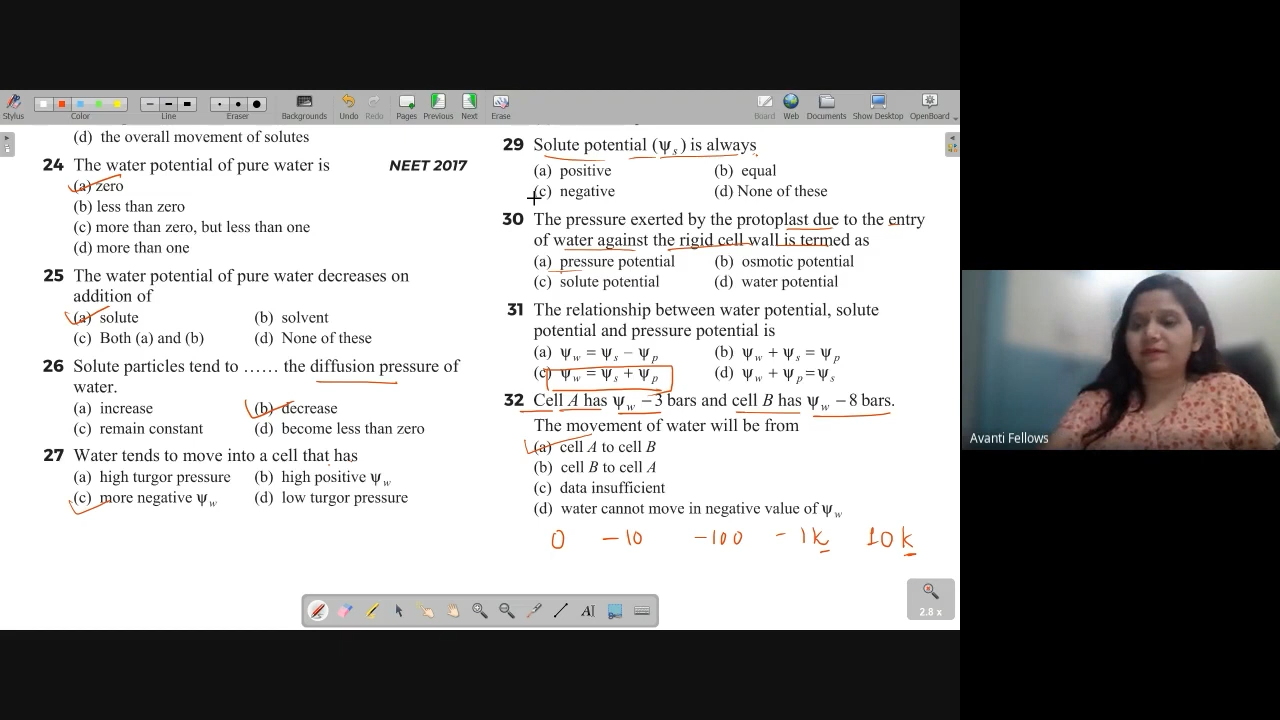 Stylus
Color
Line
Eraser
Backgrounds
Undo
Redo
Pages
Previous
Next
Erase
Board
Web
Documents
Show Desktop
OpenBoard
(d) the overall movement of solutes
24 The water potential of pure water is NEET 2017
(a) zero
(b) less than zero
(c) more than zero, but less than one
(d) more than one
25 The water potential of pure water decreases on
addition of
(a) solute (b) solvent
(c) Both (a) and (b) (d) None of these
26 Solute particles tend to ...... the diffusion pressure of
water.
(a) increase (b) decrease
(c) remain constant (d) become less than zero
27 Water tends to move into a cell that has
(a) high turgor pressure (b) high positive ψw
(c) more negative ψw (d) low turgor pressure
29 Solute potential (ψs) is always
(a) positive (b) equal
(c) negative (d) None of these
30 The pressure exerted by the protoplast due to the entry
of water against the rigid cell wall is termed as
(a) pressure potential (b) osmotic potential
(c) solute potential (d) water potential
31 The relationship between water potential, solute
potential and pressure potential is
(a) ψw = ψs − ψp (b) ψw + ψs = ψp
(c) ψw = ψs + ψp (d) ψw + ψp = ψs
32 Cell A has ψw − 3 bars and cell B has ψw − 8 bars.
The movement of water will be from
(a) cell A to cell B
(b) cell B to cell A
(c) data insufficient
(d) water cannot move in negative value of ψw
0 −10 −100 −1k 10k
2.8 x
Avanti Fellows